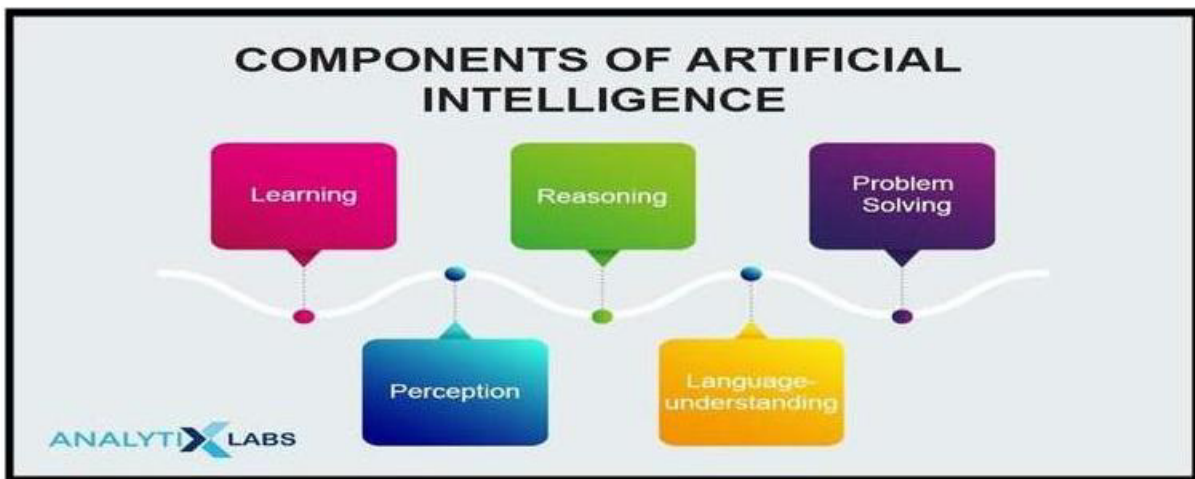 COMPONENTS OF ARTIFICIAL
INTELLIGENCE
Learning
Perception
Reasoning
Language-
understanding
Problem
Solving
ANALYTIX LABS